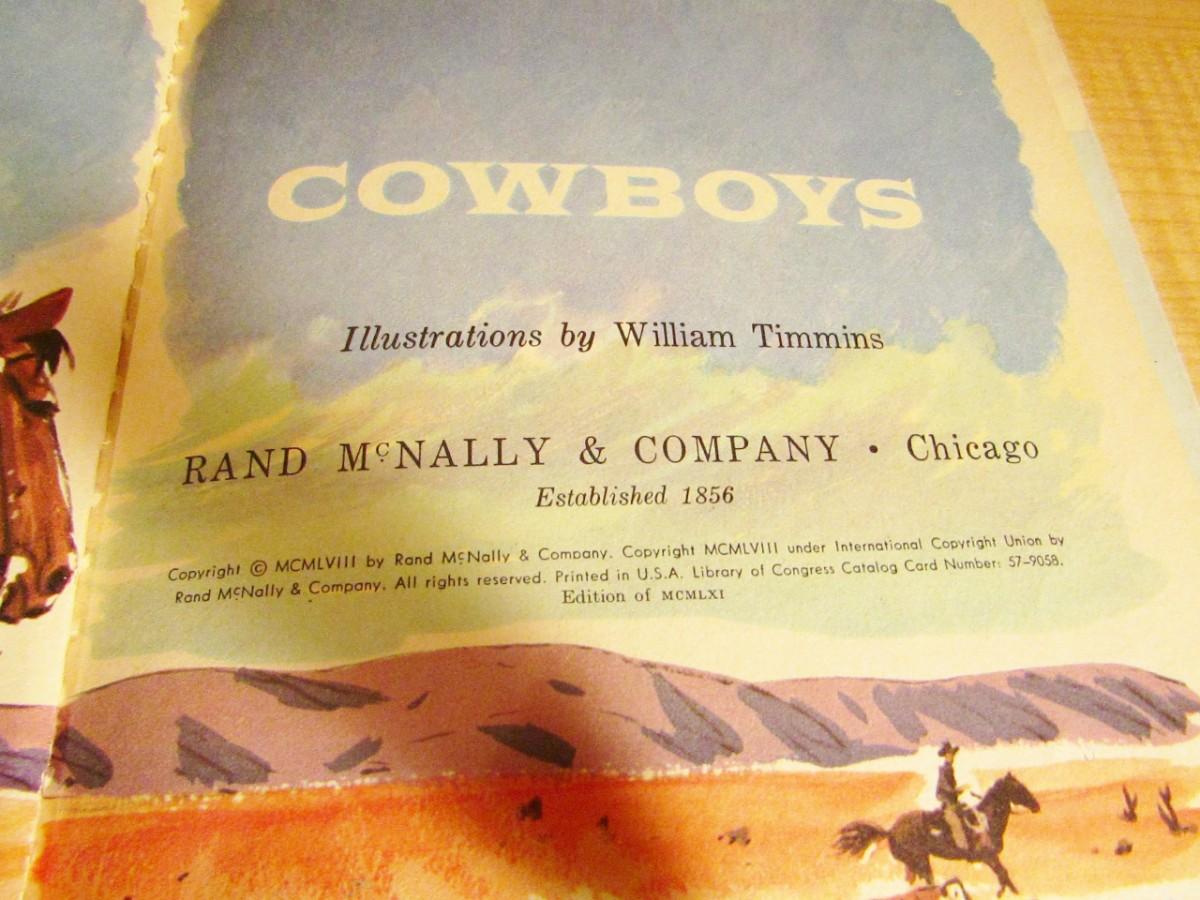 COWBOYS
Illustrations by William Timmins
RAND McNALLY & COMPANY • Chicago
Established 1856
Copyright © MCMLVIII by Rand McNally & Company. Copyright MCMLVIII under International Copyright Union by
Rand McNally & Company. All rights reserved. Printed in U.S.A. Library of Congress Catalog Card Number: 57-9058.
Edition of MCMLXI